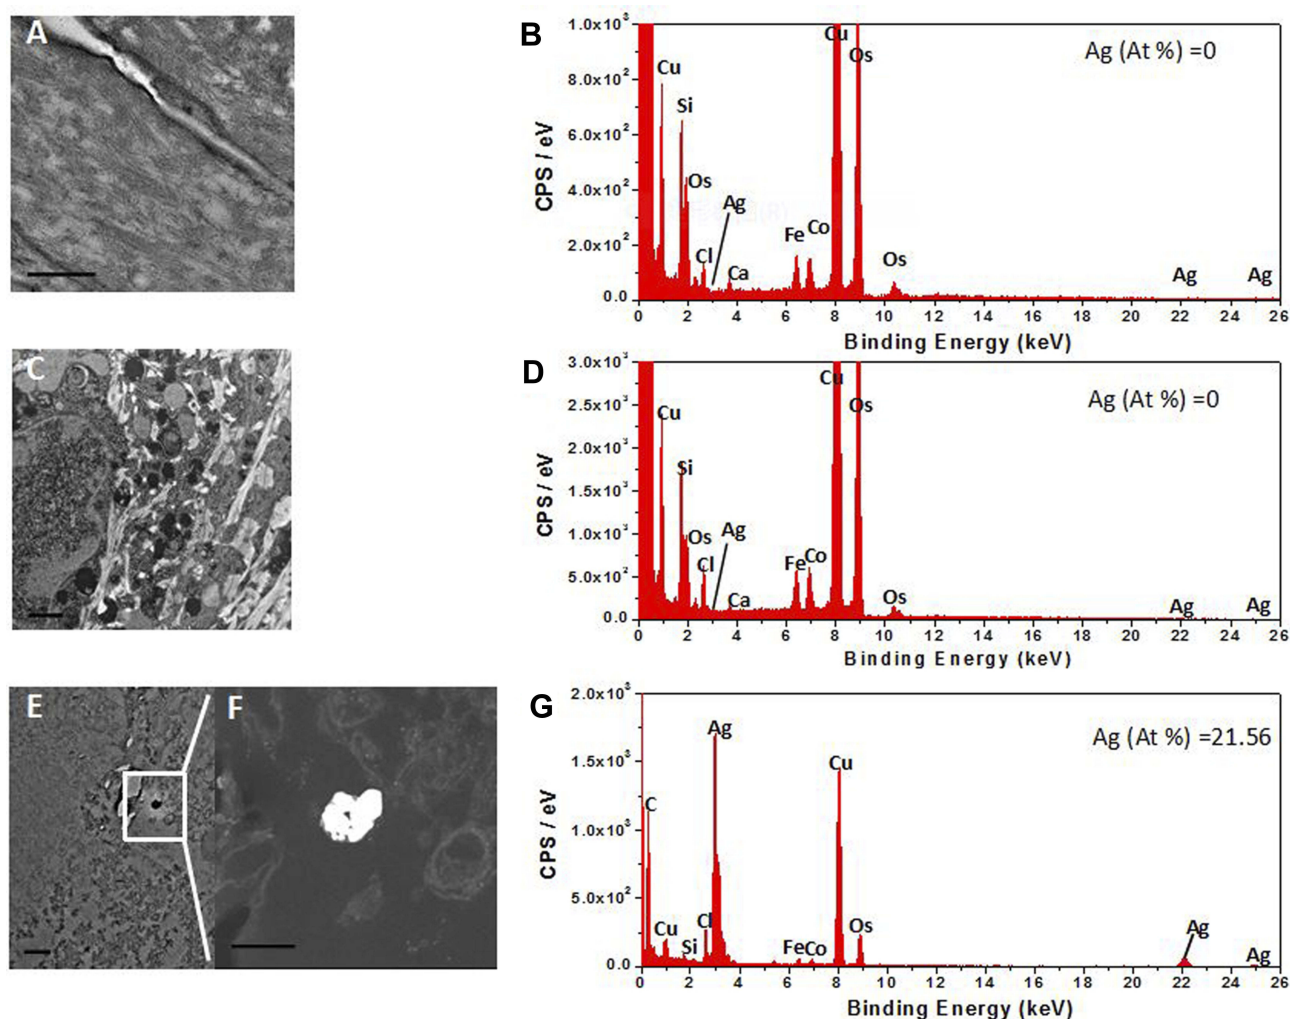 A
B
1.0x10³
8.0x10²
6.0x10²
4.0x10²
2.0x10²
0.0
CPS / eV
Cu
Si
Os
Cl
Ag
Ca
Fe
Co
Cu
Os
Os
Ag
Ag
Ag (At %) =0
0 2 4 6 8 10 12 14 16 18 20 22 24 26
Binding Energy (keV)
C
D
3.0x10³
2.5x10³
2.0x10³
1.5x10³
1.0x10³
5.0x10²
0.0
CPS / eV
Cu
Si
Os
Cl
Ag
Ca
Fe
Co
Cu
Os
Os
Ag
Ag
Ag (At %) =0
0 2 4 6 8 10 12 14 16 18 20 22 24 26
Binding Energy (keV)
E
F
G
2.0x10³
1.5x10³
1.0x10³
5.0x10²
0.0
CPS / eV
C
Cu
Si
Cl
Ag
Fe
Co
Cu
Os
Ag
Ag
Ag (At %) =21.56
0 2 4 6 8 10 12 14 16 18 20 22 24 26
Binding Energy (keV)